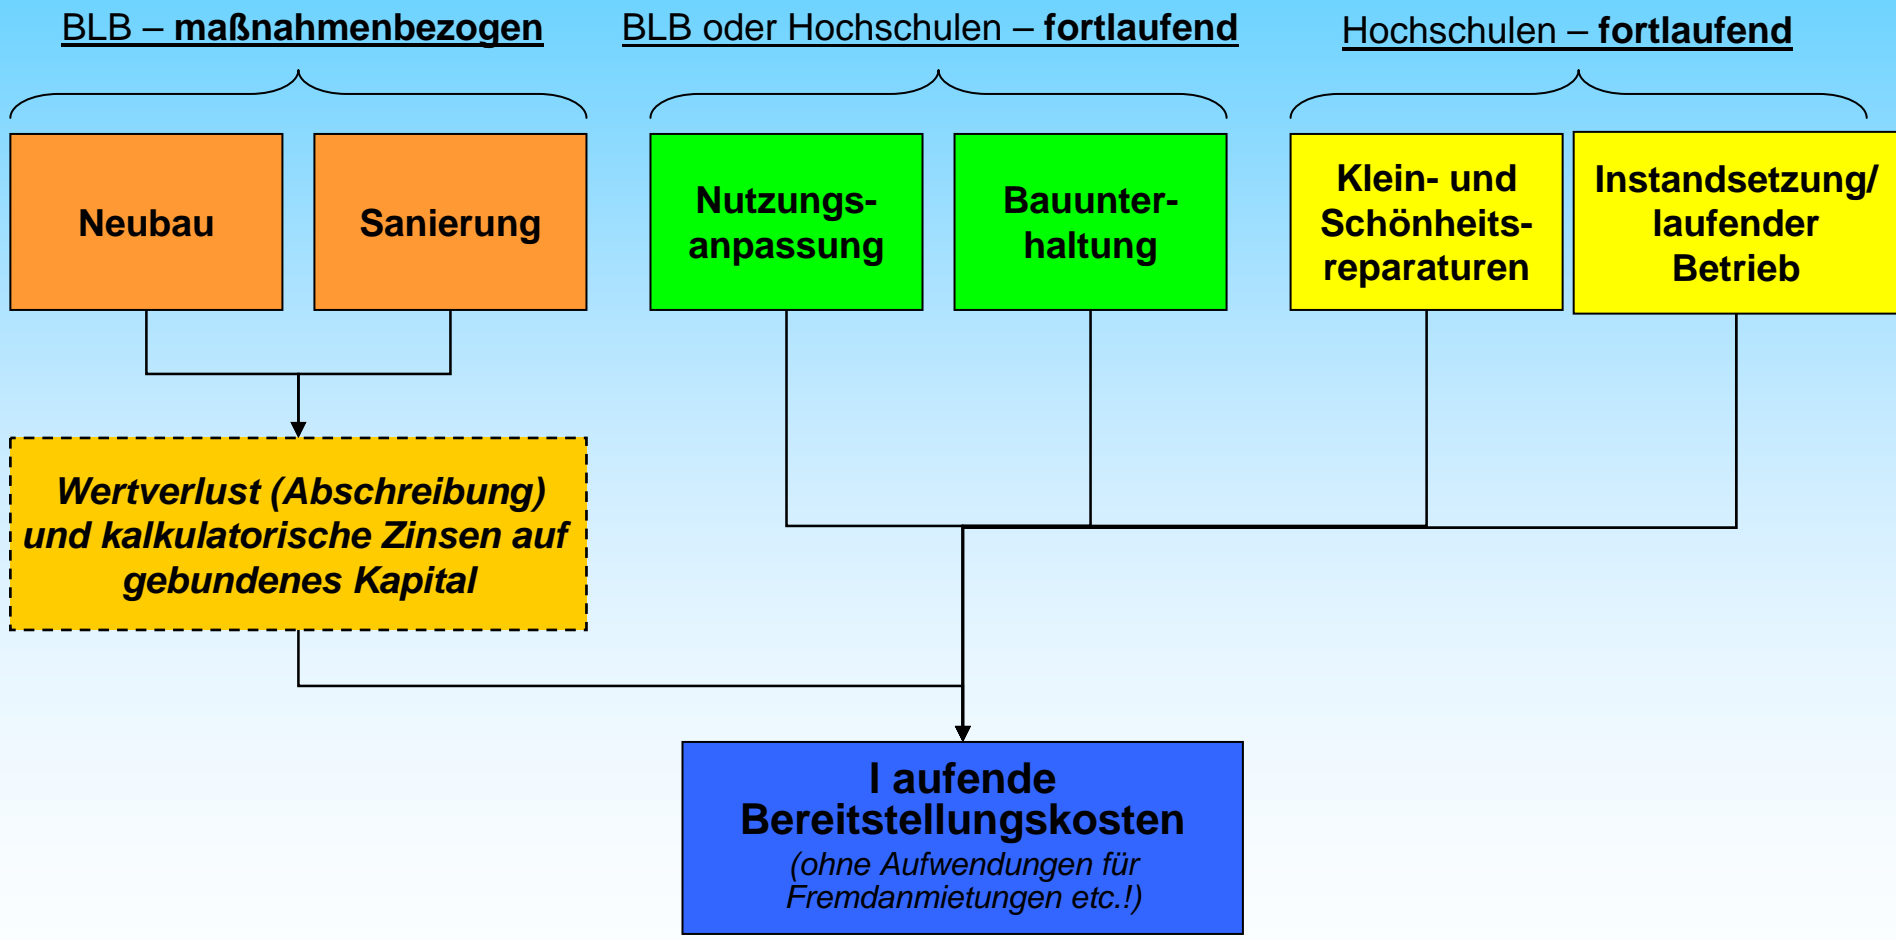 BLB – maßnahmenbezogen
BLB oder Hochschulen – fortlaufend
Hochschulen – fortlaufend
Neubau
Sanierung
Nutzungs-
anpassung
Bauunter-
haltung
Klein- und
Schönheits-
reparaturen
Instandsetzung/
laufender
Betrieb
Wertverlust (Abschreibung)
und kalkulatorische Zinsen auf
gebundenes Kapital
l aufende
Bereitstellungskosten
(ohne Aufwendungen für
Fremdanmietungen etc.!)